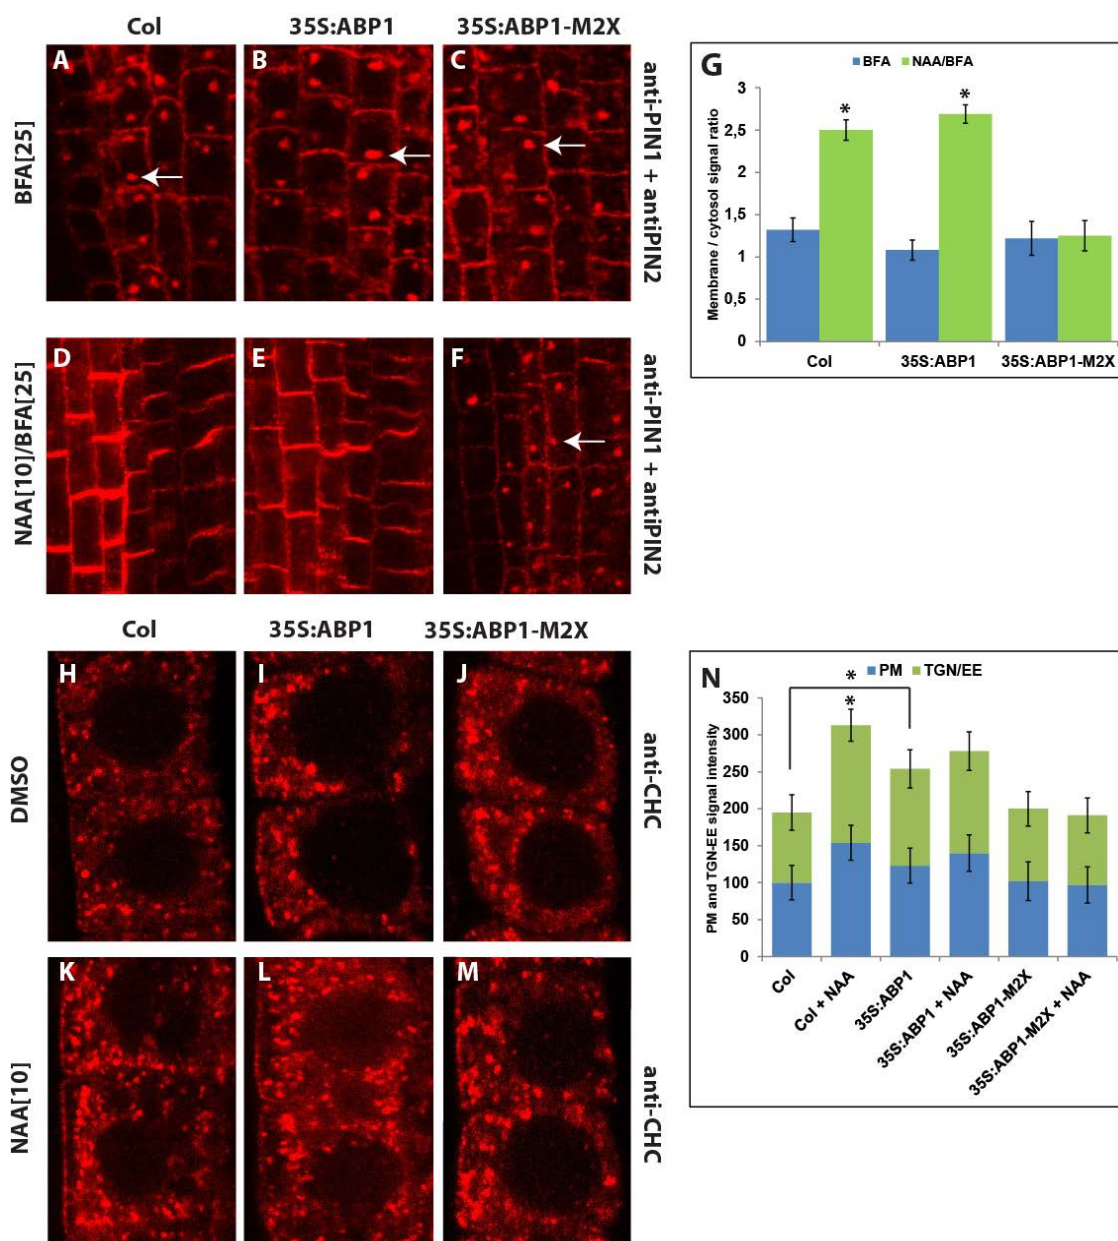 Col 35S:ABP1 35S:ABP1-M2X
A B C
BFA[25]
anti-PIN1 + antiPIN2
D E F
NAA[10]/BFA[25]
anti-PIN1 + antiPIN2
G
BFA NAA/BFA
Membrane / cytosol signal ratio
3
2,5
2
1,5
1
0,5
0
* *
Col 35S:ABP1 35S:ABP1-M2X
Col 35S:ABP1 35S:ABP1-M2X
H I J
DMSO
anti-CHC
K L M
NAA[10]
anti-CHC
N
PM TGN/EE
PM and TGN-EE signal intensity
350
300
250
200
150
100
50
0
*
*
Col
Col + NAA
35S:ABP1
35S:ABP1 + NAA
35S:ABP1-M2X
35S:ABP1-M2X + NAA